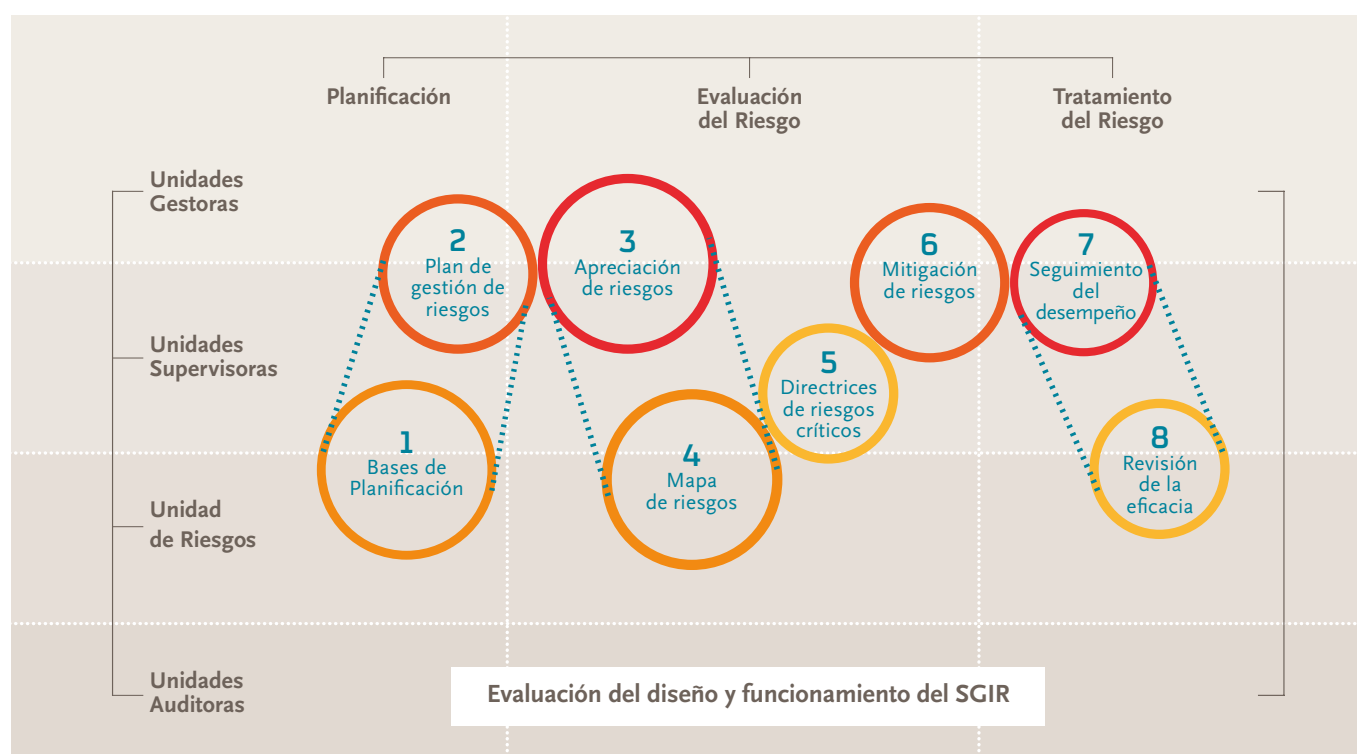 Planificación
Evaluación
del Riesgo
Tratamiento
del Riesgo
Unidades
Gestoras
2
Plan de
gestión de
riesgos
3
Apreciación
de riesgos
6
Mitigación
de riesgos
7
Seguimiento
del
desempeño
Unidades
Supervisoras
5
Directrices
de riesgos
críticos
1
Bases de
Planificación
4
Mapa
de riesgos
8
Revisión
de la
eficacia
Unidad
de Riesgos
Unidades
Auditoras
Evaluación del diseño y funcionamiento del SGIR